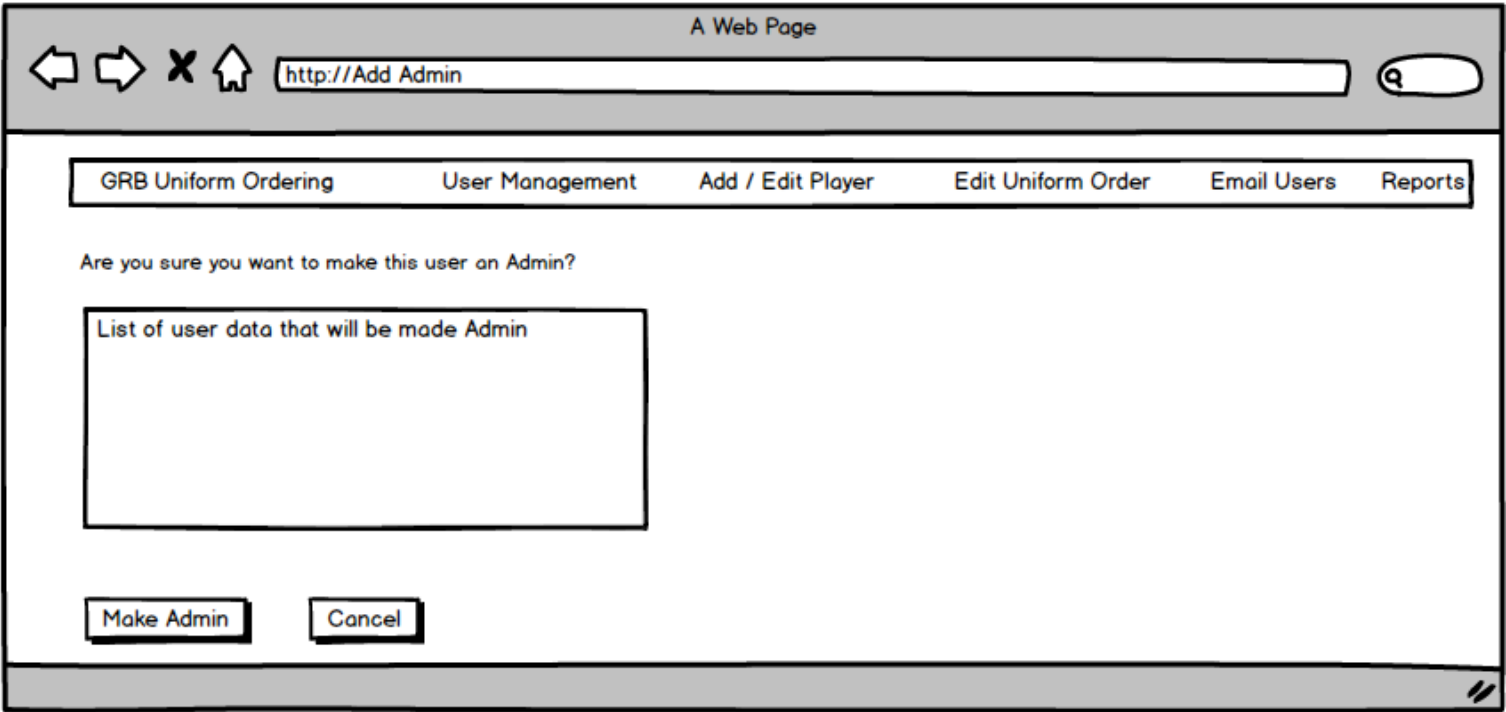 A Web Page
http://Add Admin
GRB Uniform Ordering User Management Add / Edit Player Edit Uniform Order Email Users Reports
Are you sure you want to make this user an Admin?
List of user data that will be made Admin
Make Admin Cancel